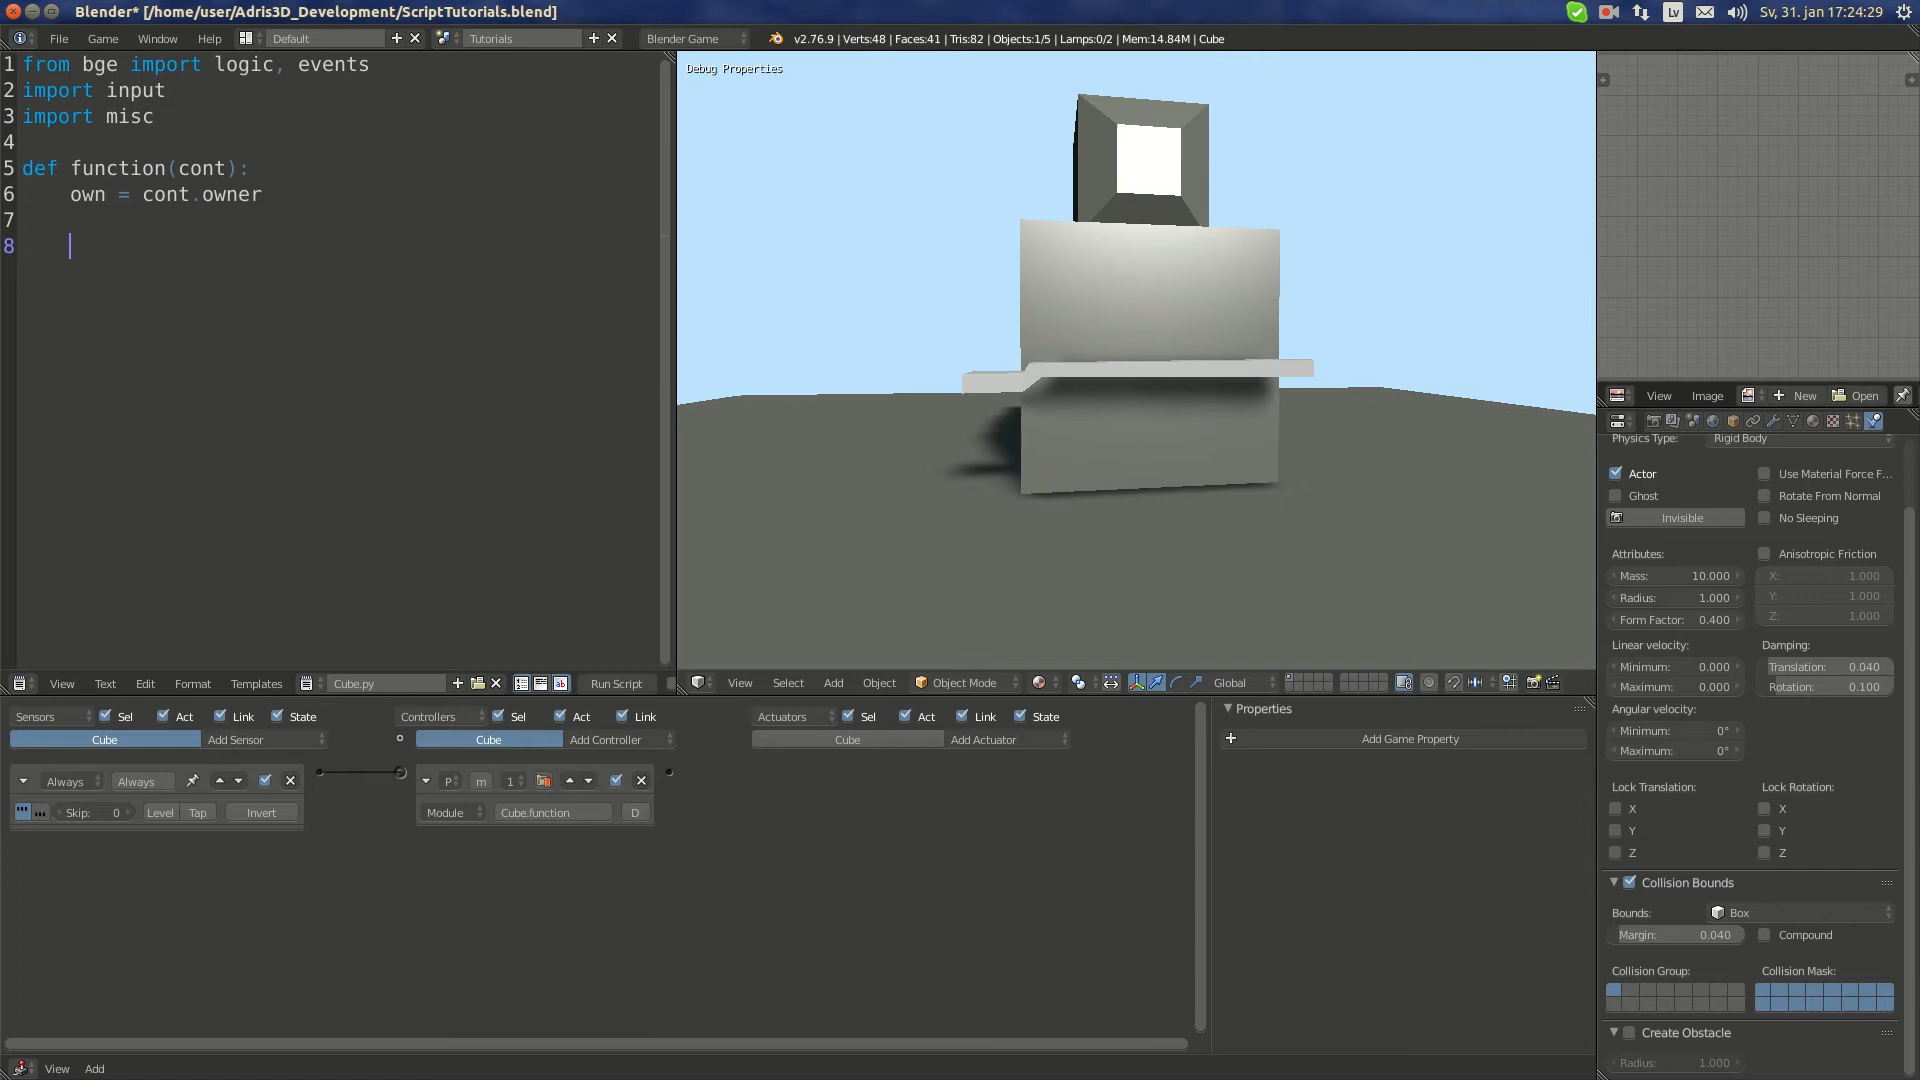 Blender* [/home/user/Adris3D_Development/ScriptTutorials.blend]
Lv
Sv, 31. jan 17:24:29
File Game Window Help Default Tutorials Blender Game v2.76.9 | Verts:48 | Faces:41 | Tris:82 | Objects:1/5 | Lamps:0/2 | Mem:14.84M | Cube
1 from bge import logic, events
2 import input
3 import misc
4
5 def function(cont):
6 own = cont.owner
7
8
Debug Properties
View Text Edit Format Templates Cube.py Run Script
View Select Add Object Object Mode Global
View Image New Open
Physics Type: Rigid Body
Actor Use Material Force F...
Ghost Rotate From Normal
Invisible No Sleeping
Attributes: Anisotropic Friction
Mass: 10.000 X: 1.000
Radius: 1.000 Y: 1.000
Form Factor: 0.400 Z: 1.000
Linear velocity: Damping:
Minimum: 0.000 Translation: 0.040
Maximum: 0.000 Rotation: 0.100
Angular velocity:
Minimum: 0°
Maximum: 0°
Lock Translation: Lock Rotation:
X X
Y Y
Z Z
Collision Bounds
Bounds: Box
Margin: 0.040 Compound
Collision Group: Collision Mask:
Create Obstacle
Radius: 1.000
Sensors Sel Act Link State Controllers Sel Act Link Actuators Sel Act Link State
Cube Add Sensor Cube Add Controller Cube Add Actuator
Always Always P m 1
Skip: 0 Level Tap Invert Module Cube.function D
Properties
Add Game Property
View Add